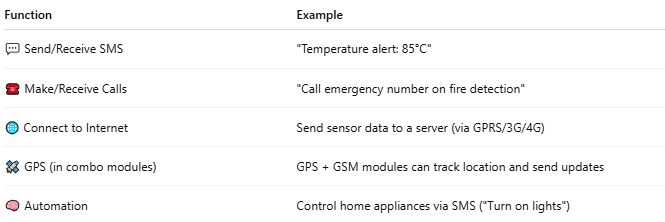 Function Example
💬 Send/Receive SMS "Temperature alert: 85°C"
☎️ Make/Receive Calls "Call emergency number on fire detection"
🌐 Connect to Internet Send sensor data to a server (via GPRS/3G/4G)
🛰️ GPS (in combo modules) GPS + GSM modules can track location and send updates
🧠 Automation Control home appliances via SMS ("Turn on lights")